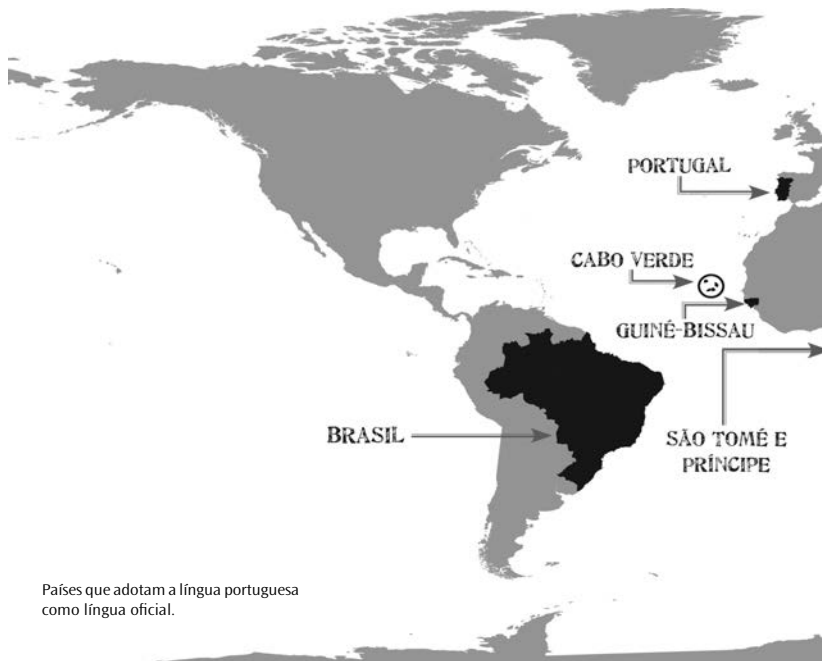 PORTUGAL
CABO VERDE
GUINÉ-BISSAU
BRASIL
SÃO TOMÉ E
PRÍNCIPE
Países que adotam a língua portuguesa
como língua oficial.